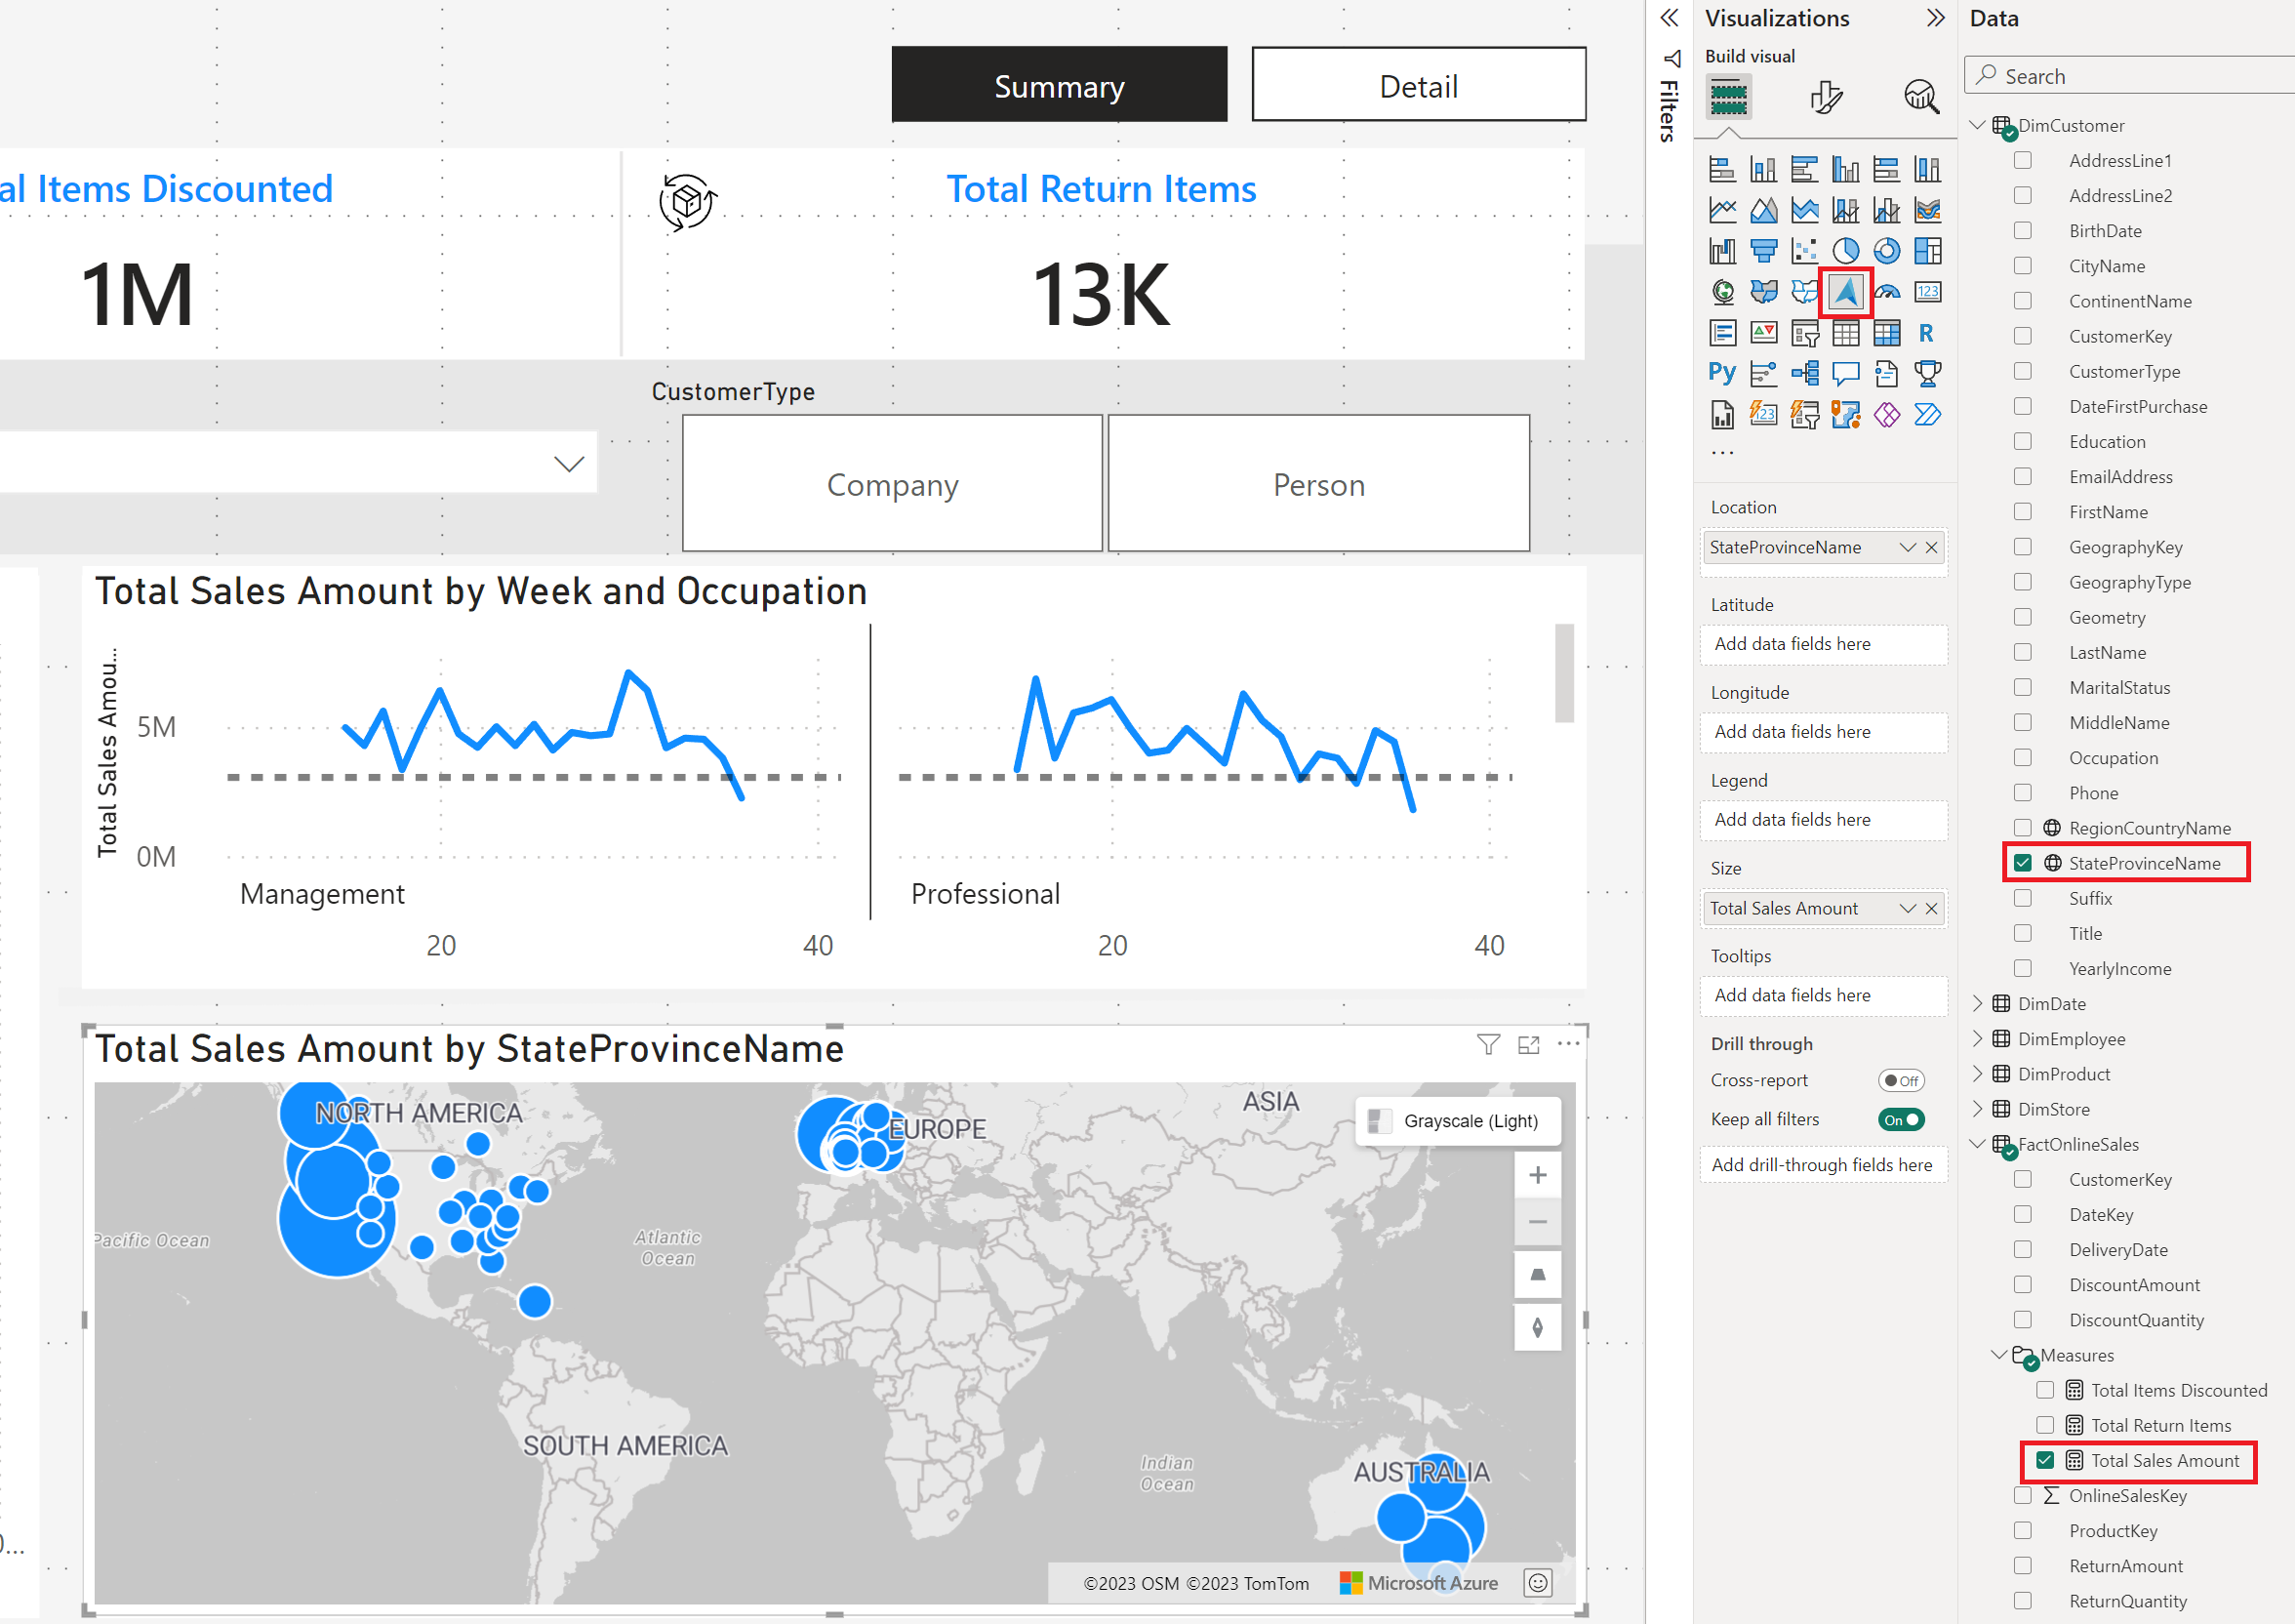 Summary
Detail
al Items Discounted
1M
Total Return Items
13K
CustomerType
Company
Person
Total Sales Amount by Week and Occupation
Total Sales Amou...
5M
0M
Management
Professional
20
40
20
40
Total Sales Amount by StateProvinceName
NORTH AMERICA
EUROPE
ASIA
Grayscale (Light)
Pacific Ocean
Atlantic
Ocean
SOUTH AMERICA
Indian
Ocean
AUSTRALIA
©2023 OSM ©2023 TomTom
Microsoft Azure
Filters
Visualizations
Build visual
123
R
Py
123
...
Location
StateProvinceName
Latitude
Add data fields here
Longitude
Add data fields here
Legend
Add data fields here
Size
Total Sales Amount
Tooltips
Add data fields here
Drill through
Cross-report
Off
Keep all filters
On
Add drill-through fields here
Data
Search
DimCustomer
AddressLine1
AddressLine2
BirthDate
CityName
ContinentName
CustomerKey
CustomerType
DateFirstPurchase
Education
EmailAddress
FirstName
GeographyKey
GeographyType
Geometry
LastName
MaritalStatus
MiddleName
Occupation
Phone
RegionCountryName
StateProvinceName
Suffix
Title
YearlyIncome
DimDate
DimEmployee
DimProduct
DimStore
FactOnlineSales
CustomerKey
DateKey
DeliveryDate
DiscountAmount
DiscountQuantity
Measures
Total Items Discounted
Total Return Items
Total Sales Amount
OnlineSalesKey
ProductKey
ReturnAmount
ReturnQuantity